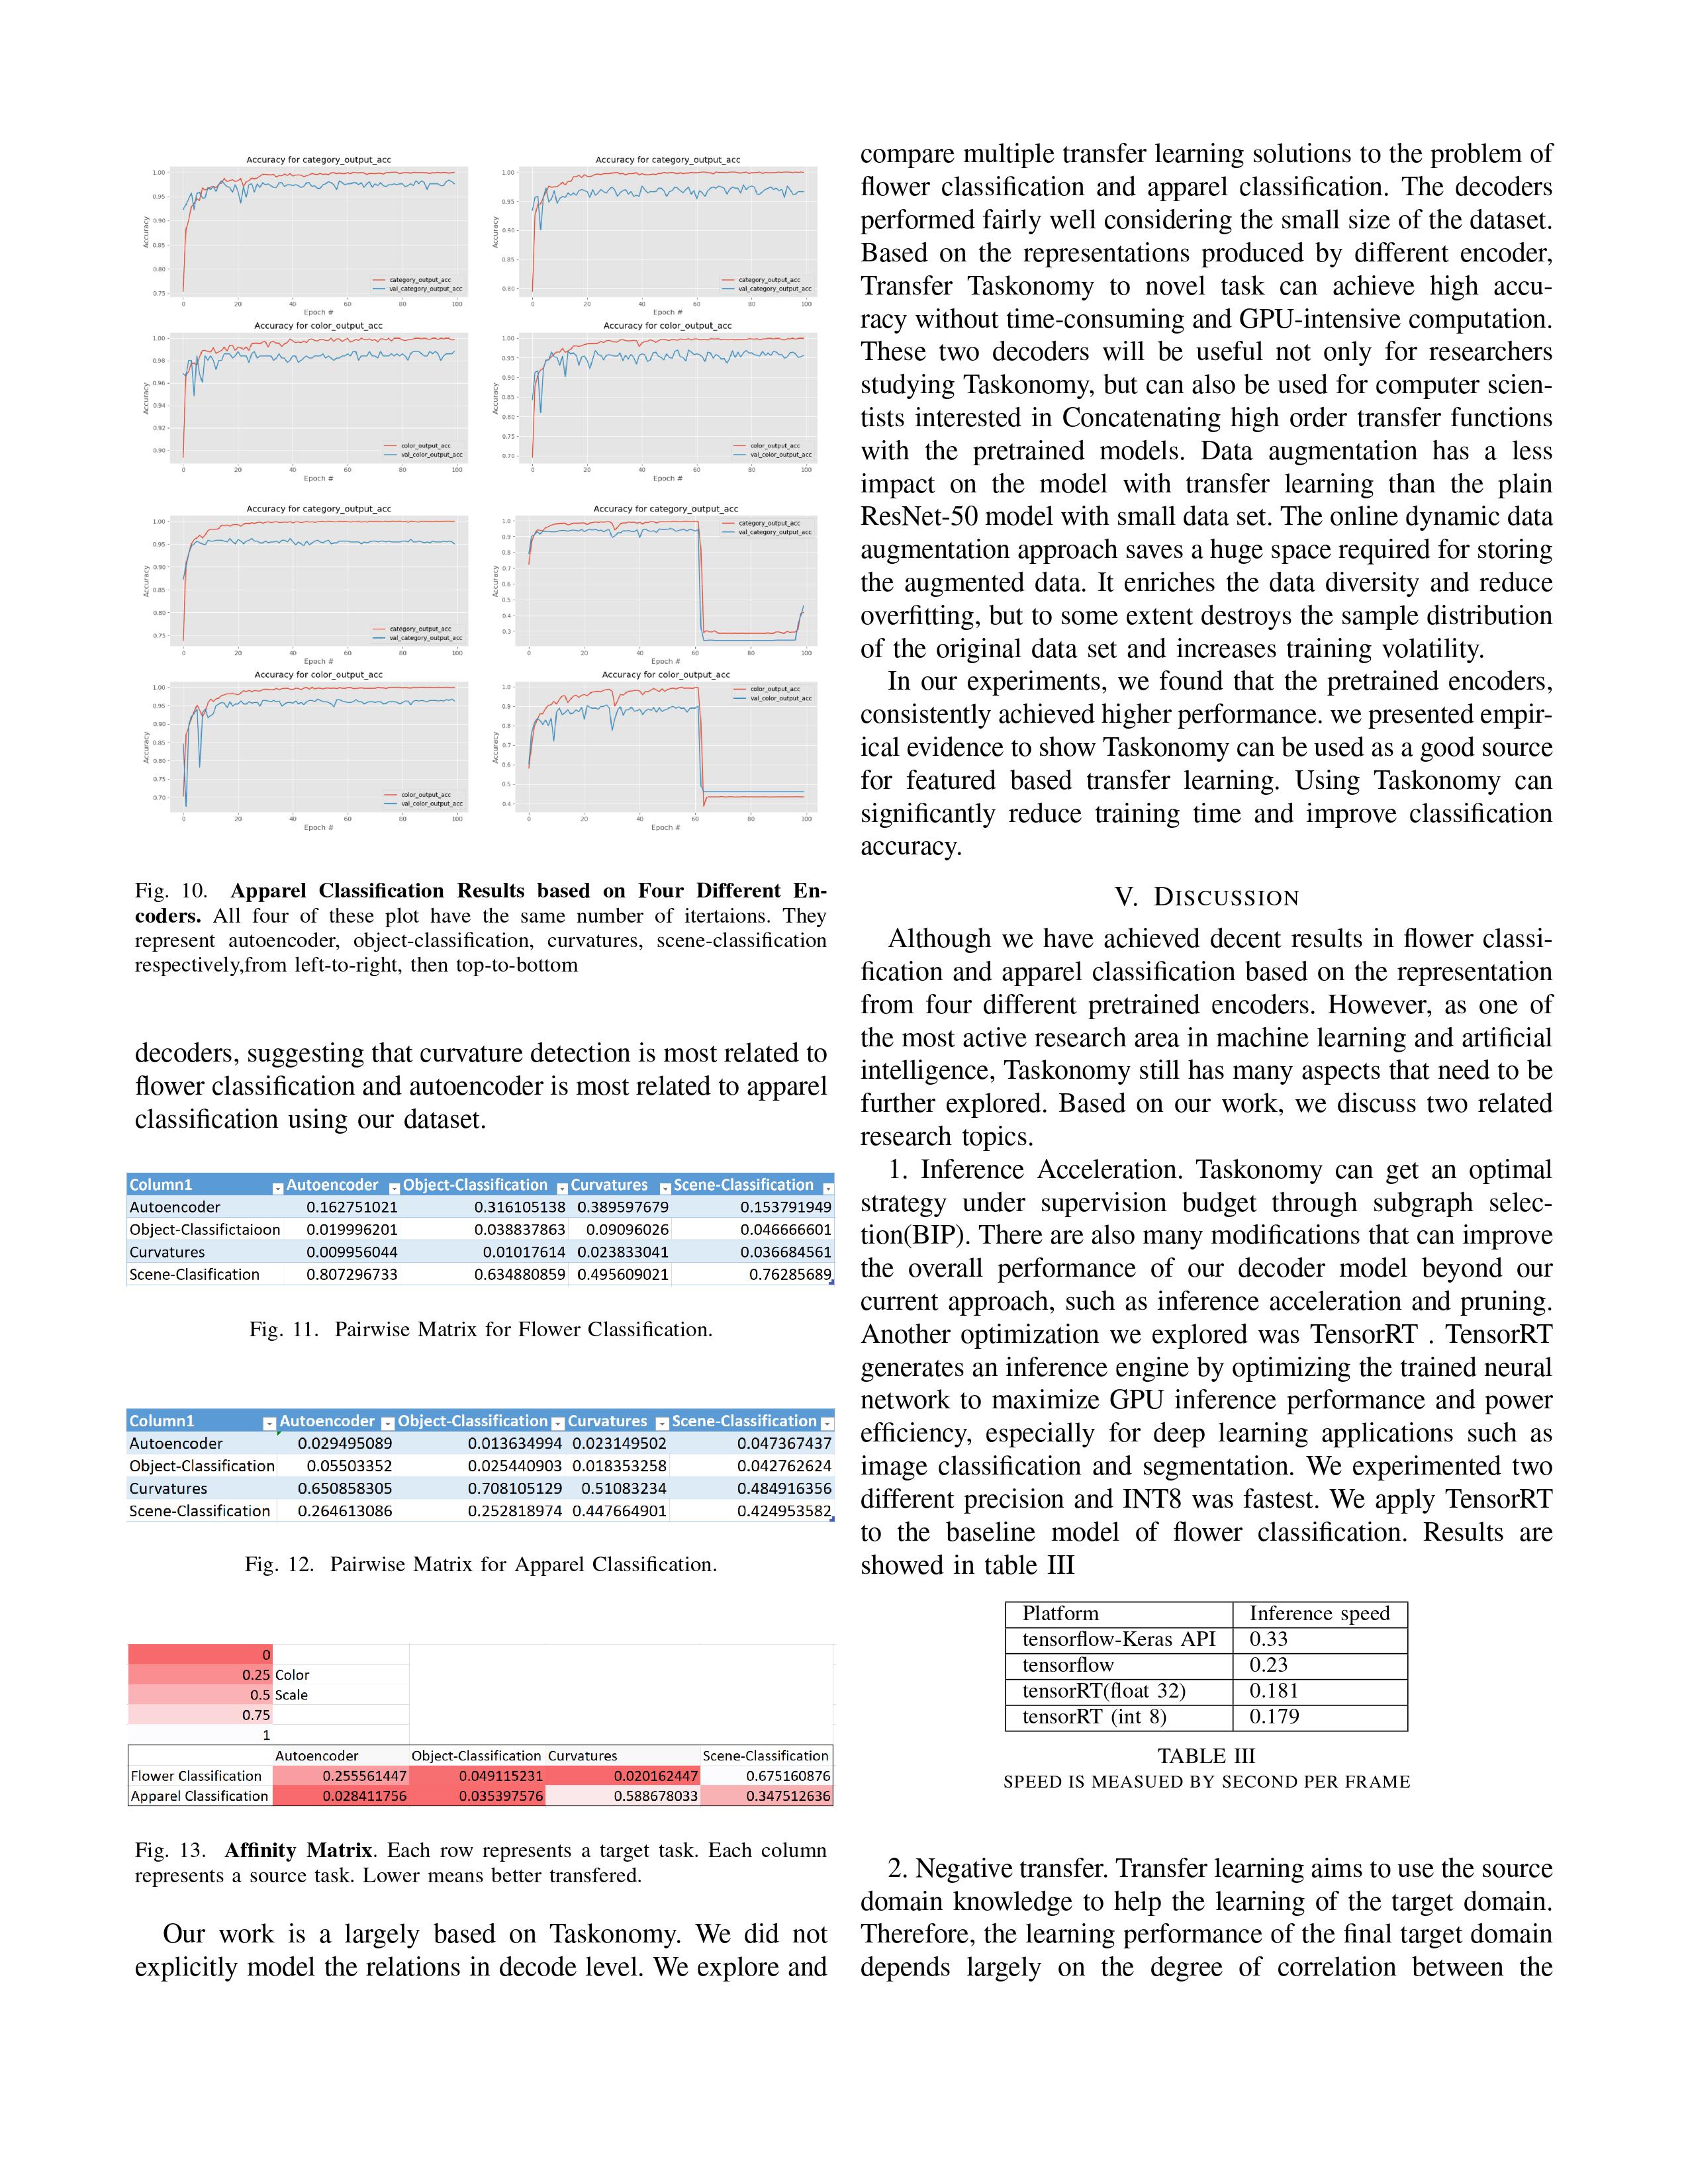 Accuracy for category_output_acc
1.00
0.95
0.90
0.85
0.80
0.75
Accuracy
category_output_acc
val_category_output_acc
0 20 40 60 80 100
Epoch #
Accuracy for color_output_acc
1.00
0.98
0.96
0.94
0.92
0.90
Accuracy
color_output_acc
val_color_output_acc
0 20 40 60 80 100
Epoch #
Accuracy for category_output_acc
1.00
0.95
0.90
0.80
Accuracy
category_output_acc
val_category_output_acc
0 20 40 60 80 100
Epoch #
Accuracy for color_output_acc
1.00
0.95
0.90
0.85
0.80
0.75
0.70
Accuracy
color_output_acc
val_color_output_acc
0 20 40 60 80 100
Epoch #
Accuracy for category_output_acc
1.00
0.95
0.90
0.85
0.80
0.75
Accuracy
category_output_acc
val_category_output_acc
0 20 40 60 80 100
Epoch #
Accuracy for color_output_acc
1.00
0.95
0.90
0.85
0.80
0.75
0.70
Accuracy
color_output_acc
val_color_output_acc
0 20 40 60 80 100
Epoch #
Accuracy for category_output_acc
1.0
0.9
0.8
0.7
0.6
0.5
0.4
0.3
Accuracy
category_output_acc
val_category_output_acc
0 20 40 60 80 100
Epoch #
Accuracy for color_output_acc
1.0
0.9
0.8
0.7
0.6
0.5
0.4
Accuracy
color_output_acc
val_color_output_acc
0 20 40 60 80 100
Epoch #
Fig. 10. Apparel Classification Results based on Four Different En-
coders. All four of these plot have the same number of itertaions. They
represent autoencoder, object-classification, curvatures, scene-classification
respectively,from left-to-right, then top-to-bottom
decoders, suggesting that curvature detection is most related to
flower classification and autoencoder is most related to apparel
classification using our dataset.
Column1 Autoencoder Object-Classification Curvatures Scene-Classification
Autoencoder 0.162751021 0.316105138 0.389597679 0.153791949
Object-Classifictaioon 0.019996201 0.038837863 0.09096026 0.046666601
Curvatures 0.009956044 0.01017614 0.023833041 0.036684561
Scene-Clasification 0.807296733 0.634880859 0.495609021 0.76285689
Fig. 11. Pairwise Matrix for Flower Classification.
Column1 Autoencoder Object-Classification Curvatures Scene-Classification
Autoencoder 0.029495089 0.013634994 0.023149502 0.047367437
Object-Classification 0.05503352 0.025440903 0.018353258 0.042762624
Curvatures 0.650858305 0.708105129 0.51083234 0.484916356
Scene-Classification 0.264613086 0.252818974 0.447664901 0.424953582
Fig. 12. Pairwise Matrix for Apparel Classification.
0
0.25 Color
0.5 Scale
0.75
1
Autoencoder Object-Classification Curvatures Scene-Classification
Flower Classification 0.255561447 0.049115231 0.020162447 0.675160876
Apparel Classification 0.028411756 0.035397576 0.588678033 0.347512636
Fig. 13. Affinity Matrix. Each row represents a target task. Each column
represents a source task. Lower means better transfered.
Our work is a largely based on Taskonomy. We did not
explicitly model the relations in decode level. We explore and
compare multiple transfer learning solutions to the problem of
flower classification and apparel classification. The decoders
performed fairly well considering the small size of the dataset.
Based on the representations produced by different encoder,
Transfer Taskonomy to novel task can achieve high accu-
racy without time-consuming and GPU-intensive computation.
These two decoders will be useful not only for researchers
studying Taskonomy, but can also be used for computer scien-
tists interested in Concatenating high order transfer functions
with the pretrained models. Data augmentation has a less
impact on the model with transfer learning than the plain
ResNet-50 model with small data set. The online dynamic data
augmentation approach saves a huge space required for storing
the augmented data. It enriches the data diversity and reduce
overfitting, but to some extent destroys the sample distribution
of the original data set and increases training volatility.
In our experiments, we found that the pretrained encoders,
consistently achieved higher performance. we presented empir-
ical evidence to show Taskonomy can be used as a good source
for featured based transfer learning. Using Taskonomy can
significantly reduce training time and improve classification
accuracy.
V. DISCUSSION
Although we have achieved decent results in flower classi-
fication and apparel classification based on the representation
from four different pretrained encoders. However, as one of
the most active research area in machine learning and artificial
intelligence, Taskonomy still has many aspects that need to be
further explored. Based on our work, we discuss two related
research topics.
1. Inference Acceleration. Taskonomy can get an optimal
strategy under supervision budget through subgraph selec-
tion(BIP). There are also many modifications that can improve
the overall performance of our decoder model beyond our
current approach, such as inference acceleration and pruning.
Another optimization we explored was TensorRT . TensorRT
generates an inference engine by optimizing the trained neural
network to maximize GPU inference performance and power
efficiency, especially for deep learning applications such as
image classification and segmentation. We experimented two
different precision and INT8 was fastest. We apply TensorRT
to the baseline model of flower classification. Results are
showed in table III
Platform Inference speed
tensorflow-Keras API 0.33
tensorflow 0.23
tensorRT(float 32) 0.181
tensorRT (int 8) 0.179
TABLE III
SPEED IS MEASUED BY SECOND PER FRAME
2. Negative transfer. Transfer learning aims to use the source
domain knowledge to help the learning of the target domain.
Therefore, the learning performance of the final target domain
depends largely on the degree of correlation between the